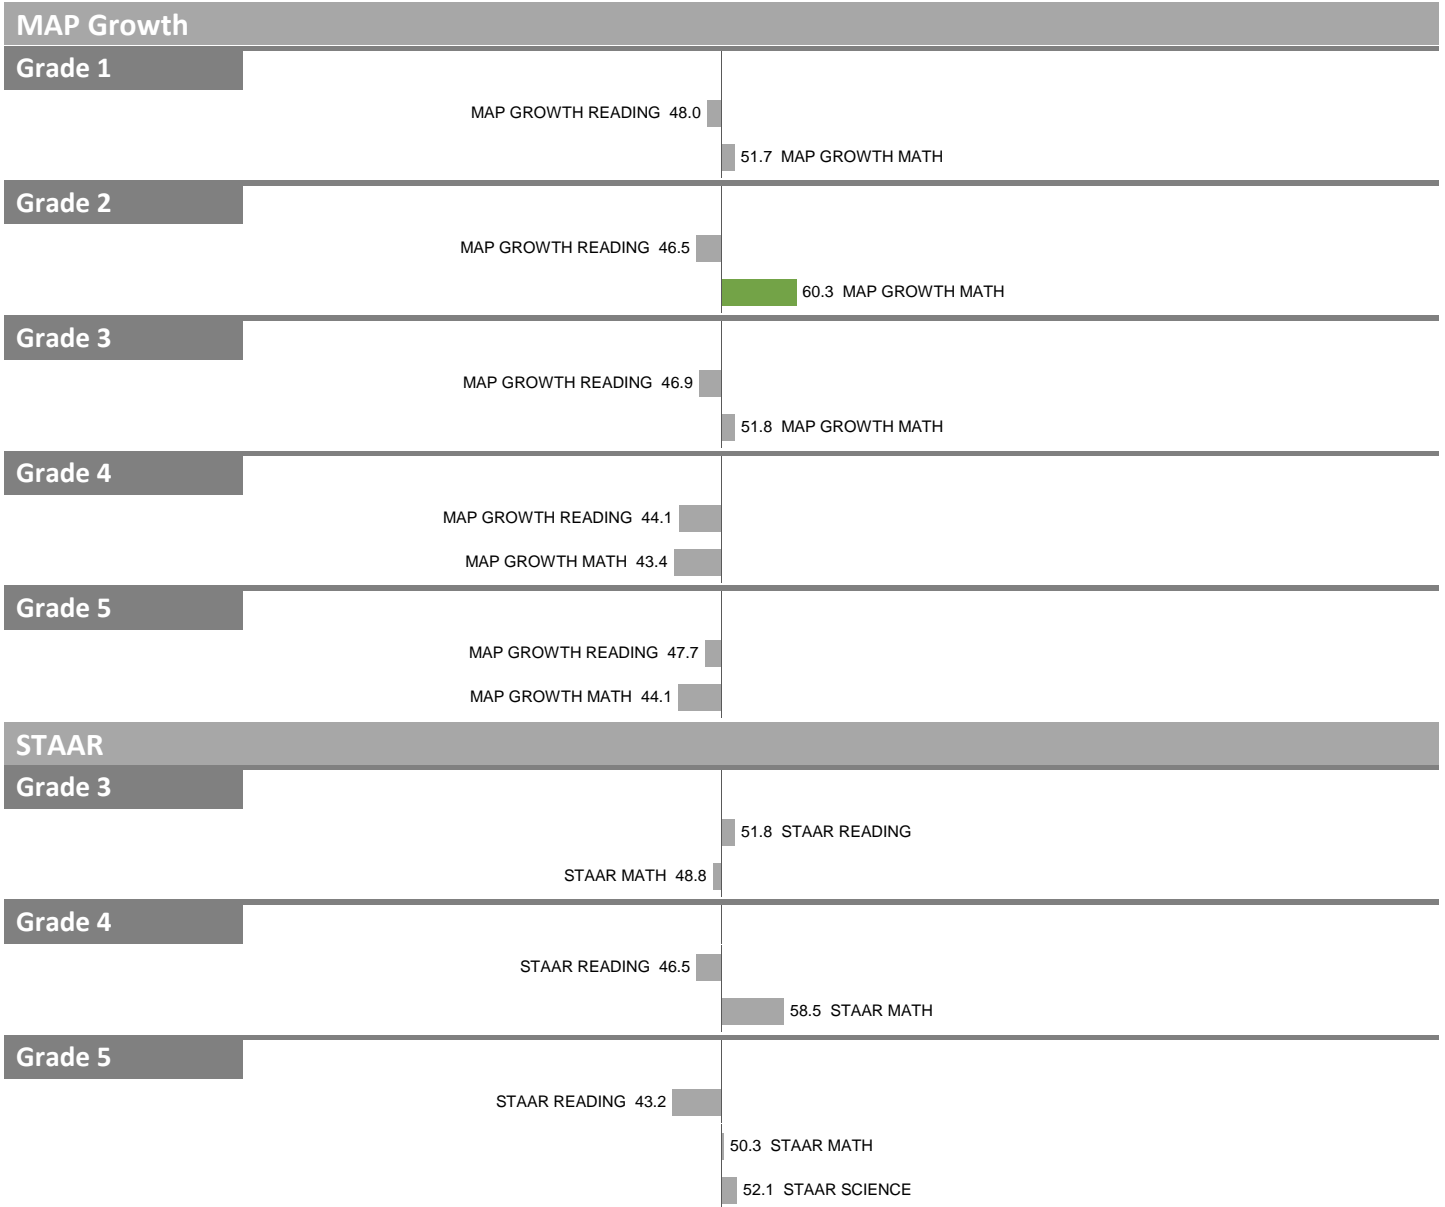 MAP Growth
Grade 1
MAP GROWTH READING 48.0
51.7 MAP GROWTH MATH
Grade 2
MAP GROWTH READING 46.5
60.3 MAP GROWTH MATH
Grade 3
MAP GROWTH READING 46.9
51.8 MAP GROWTH MATH
Grade 4
MAP GROWTH READING 44.1
MAP GROWTH MATH 43.4
Grade 5
MAP GROWTH READING 47.7
MAP GROWTH MATH 44.1
STAAR
Grade 3
51.8 STAAR READING
STAAR MATH 48.8
Grade 4
STAAR READING 46.5
58.5 STAAR MATH
Grade 5
STAAR READING 43.2
50.3 STAAR MATH
52.1 STAAR SCIENCE